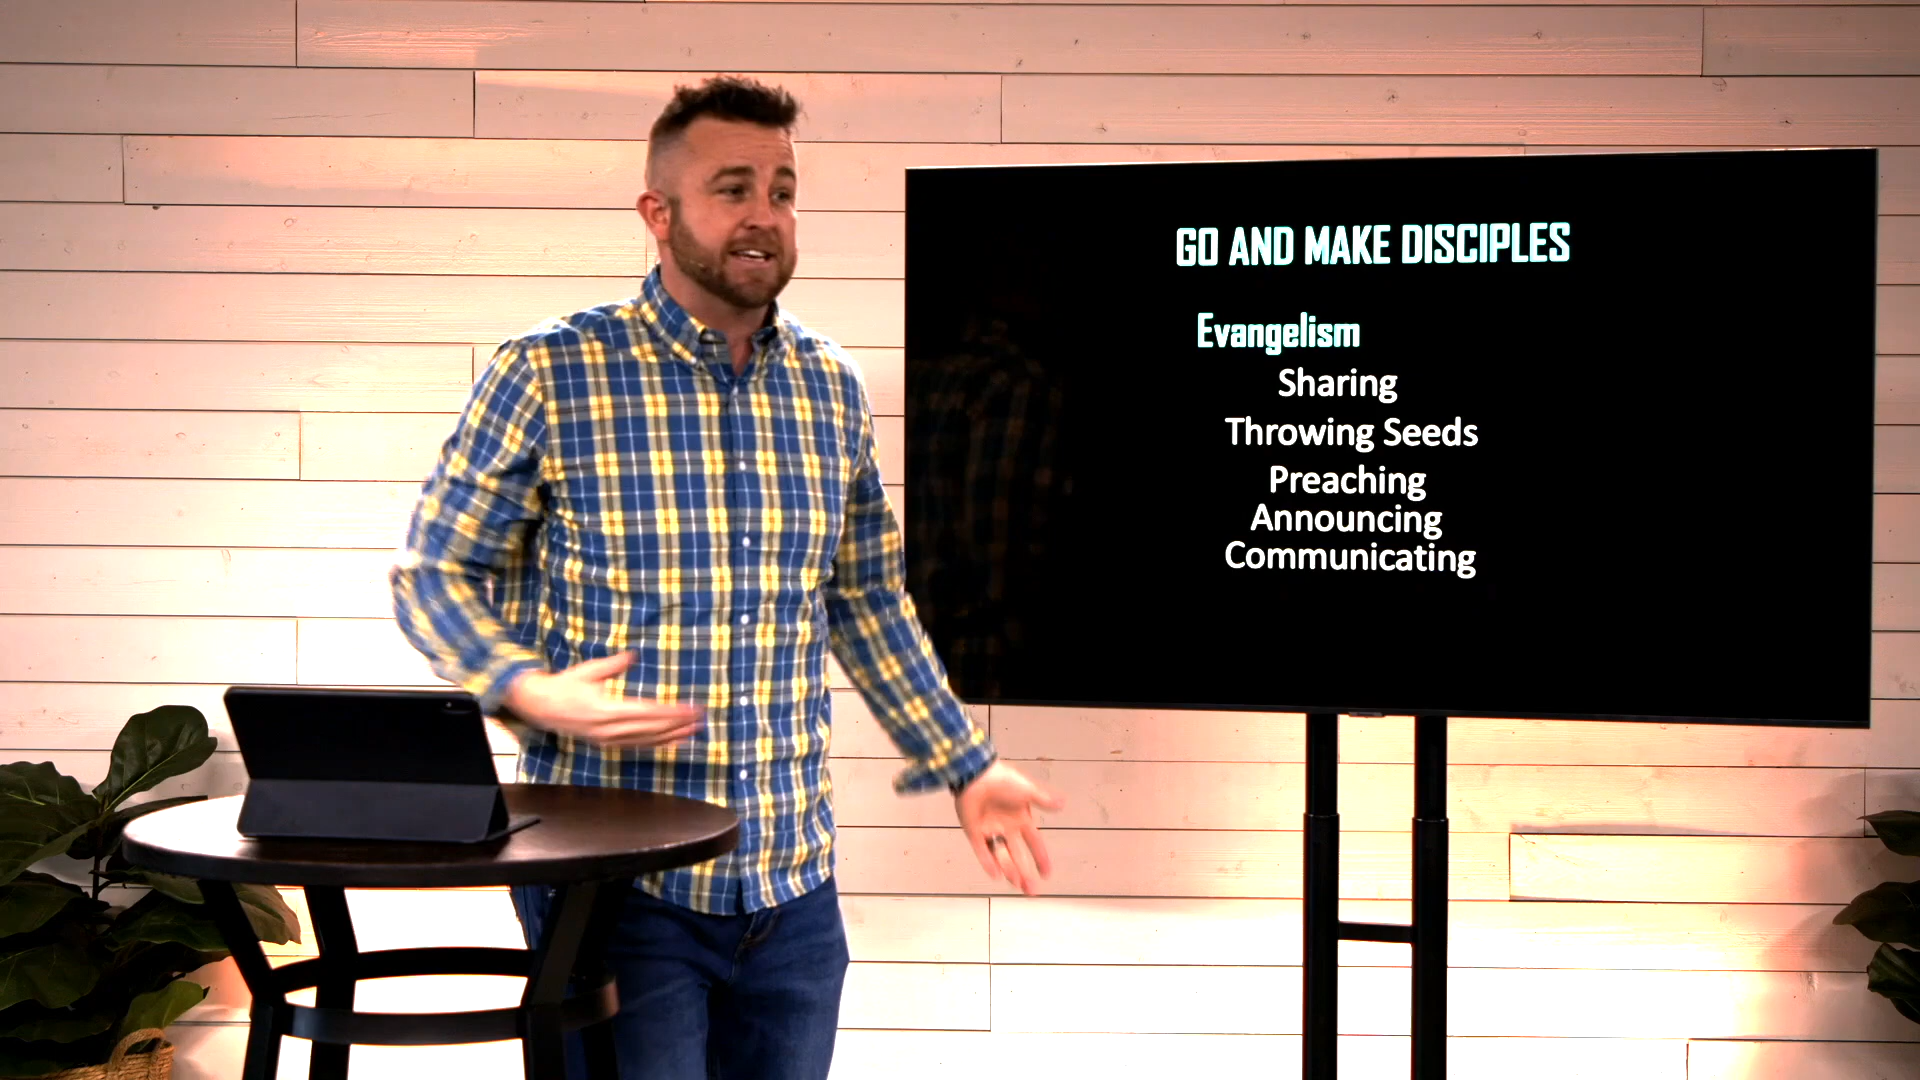 GO AND MAKE DISCIPLES
Evangelism
Sharing
Throwing Seeds
Preaching
Announcing
Communicating